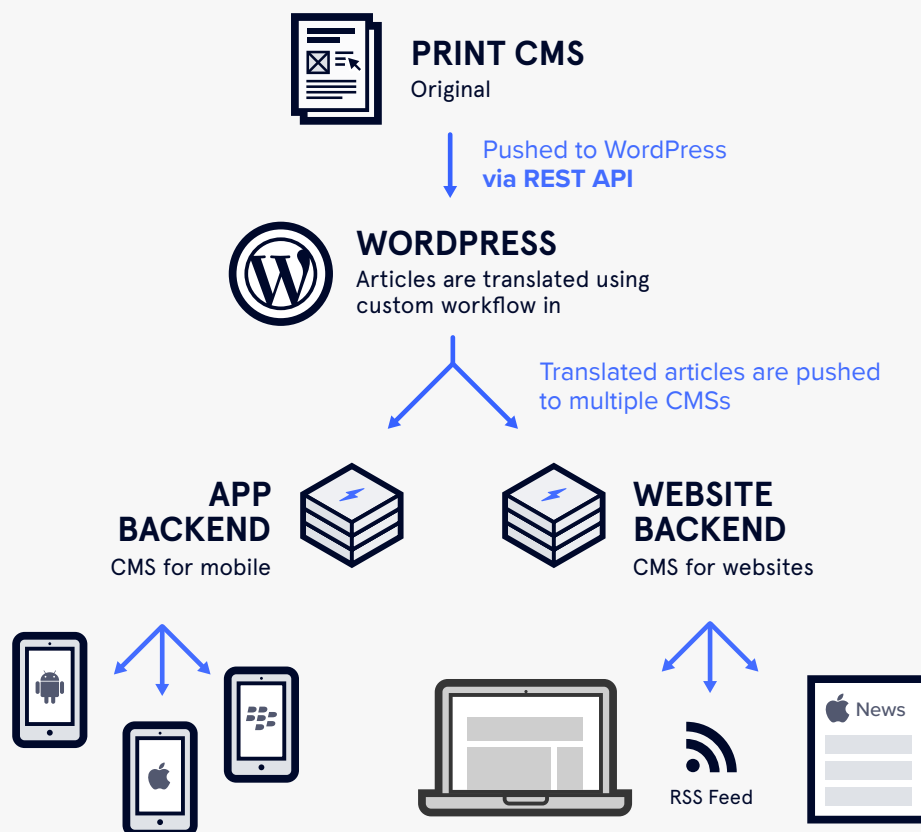 PRINT CMS
Original
Pushed to WordPress
via REST API
WORDPRESS
Articles are translated using
custom workflow in
Translated articles are pushed
to multiple CMSs
APP
BACKEND
CMS for mobile
WEBSITE
BACKEND
CMS for websites
News
RSS Feed